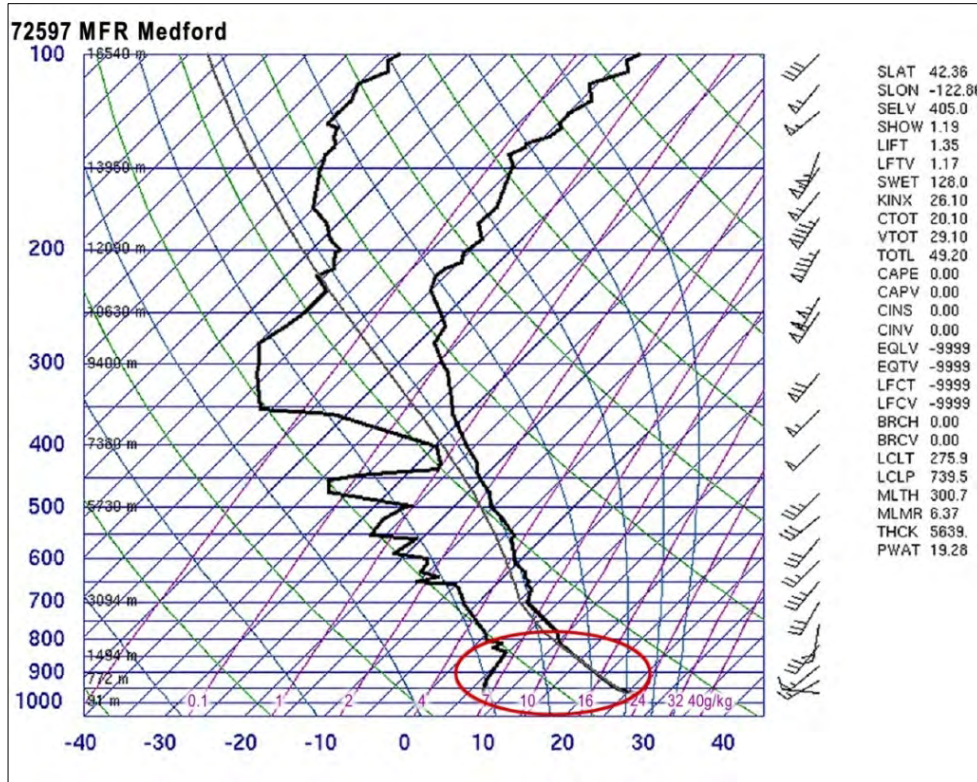 72597 MFR Medford
100 16540 m
13950 m
200 12090 m
10630 m
300 9400 m
400 7380 m
500 5730 m
600
700 3094 m
800
1494 m
900
772 m
1000 91 m 0.1 1 2 4 7 10 16 24 32 40g/kg
-40 -30 -20 -10 0 10 20 30 40
SLAT 42.36
SLON -122.86
SELV 405.0
SHOW 1.19
LIFT 1.35
LFTV 1.17
SWET 128.0
KINX 26.10
CTOT 20.10
VTOT 29.10
TOTL 49.20
CAPE 0.00
CAPV 0.00
CINS 0.00
CINV 0.00
EQLV -9999
EQTV -9999
LFCT -9999
LFCV -9999
BRCH 0.00
BRCV 0.00
LCLT 275.9
LCLP 739.5
MLTH 300.7
MLMR 6.37
THCK 5639.
PWAT 19.28